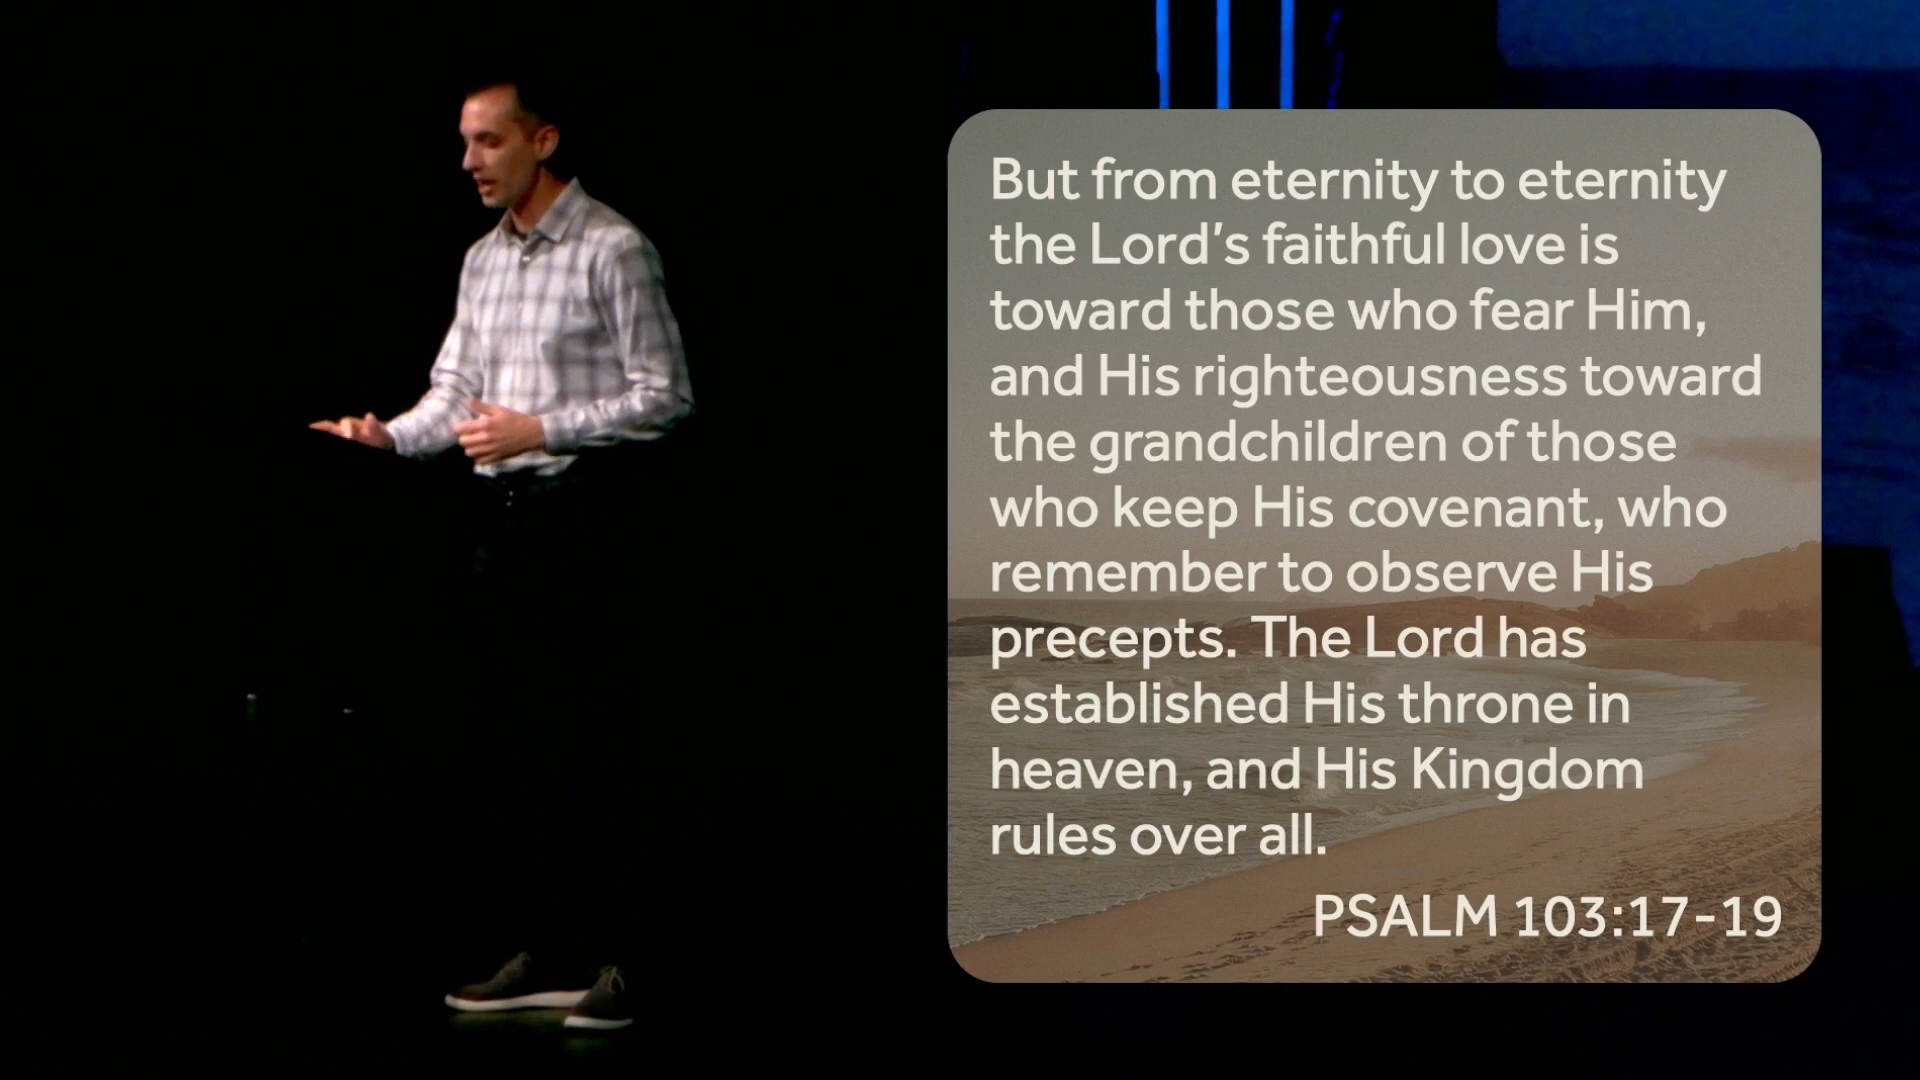 But from eternity to eternity
the Lord's faithful love is
toward those who fear Him,
and His righteousness toward
the grandchildren of those
who keep His covenant, who
remember to observe His
precepts. The Lord has
established His throne in
heaven, and His Kingdom
rules over all.
PSALM 103:17-19